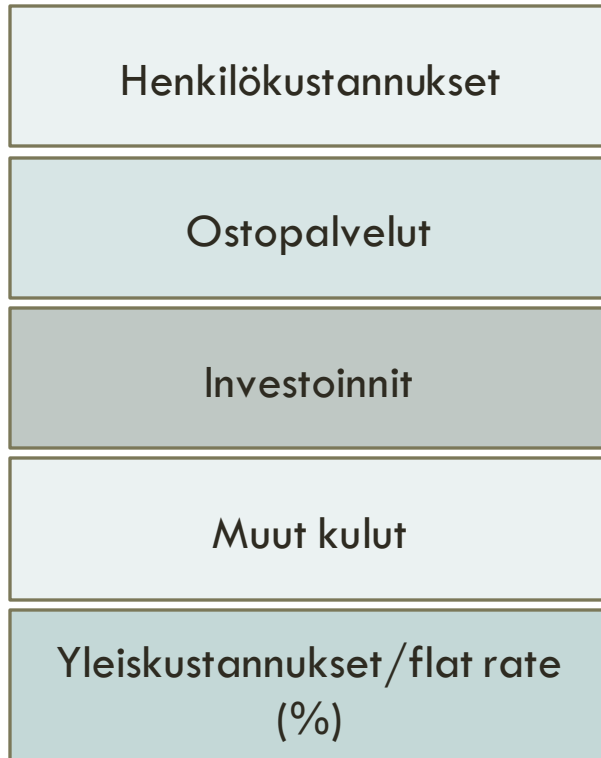 Henkilökustannukset
Ostopalvelut
Investoinnit
Muut kulut
Yleiskustannukset/flat rate
(%)